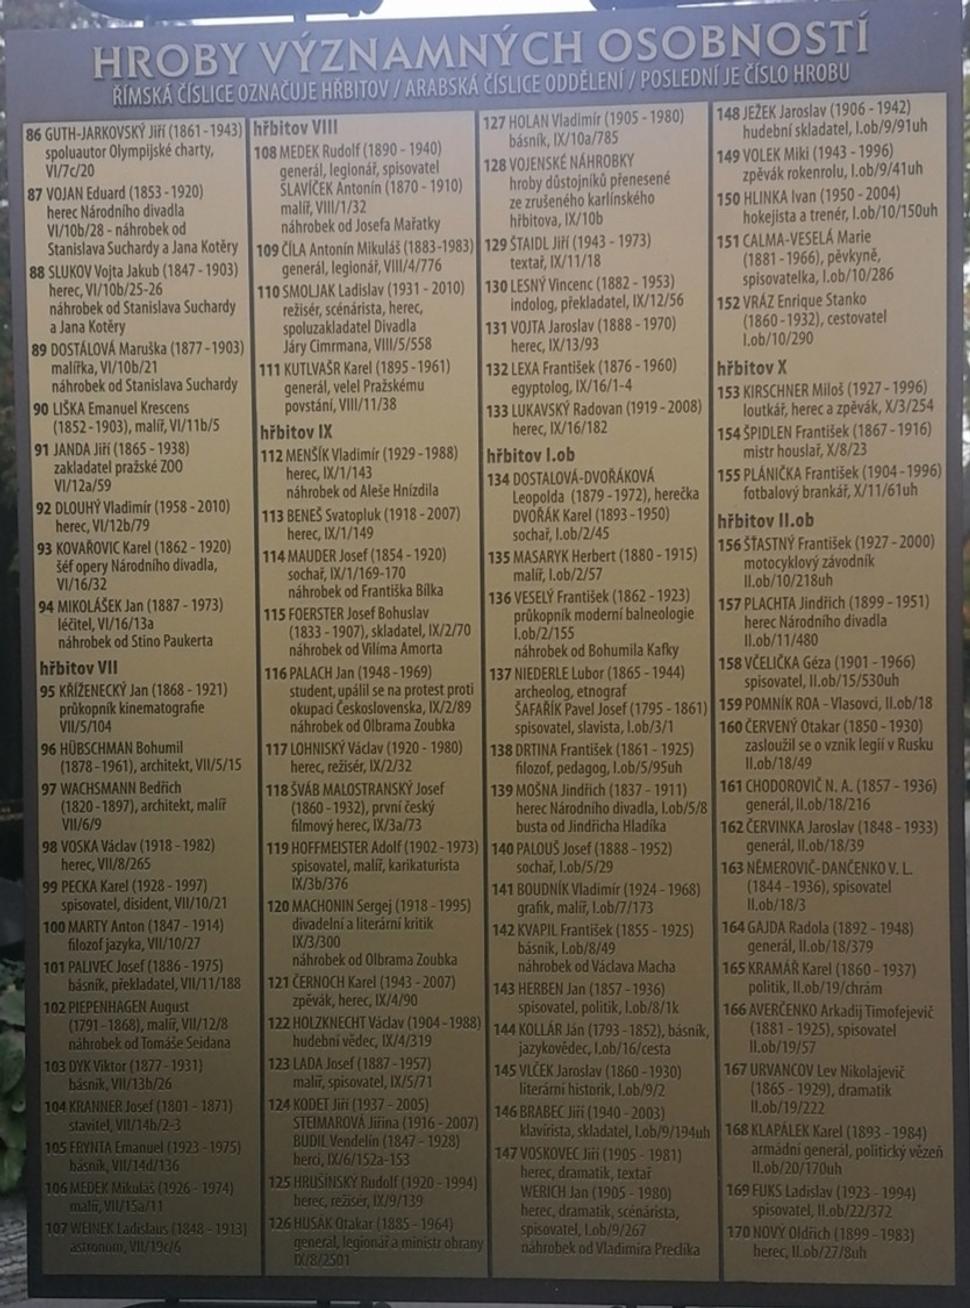 HROBY VÝZNAMNÝCH OSOBNOSTÍ
ŘÍMSKÁ ČÍSLICE OZNAČUJE HŘBITOV / ARABSKÁ ČÍSLICE ODDĚLENÍ / POSLEDNÍ JE ČÍSLO HROBU
86 GUTH-JARKOVSKÝ Jiří (1861 - 1943)
spoluautor Olympijské charty,
VI/7c/20
87 VOJAN Eduard (1853 - 1920)
herec Národního divadla
VI/10b/28 - náhrobek od
Stanislava Suchardy a Jana Kotěry
88 SLUKOV Vojta Jakub (1847 - 1903)
herec, VI/10b/25-26
náhrobek od Stanislava Suchardy
a Jana Kotěry
89 DOSTÁLOVÁ Maruška (1877 - 1903)
malířka, VI/10b/21
náhrobek od Stanislava Suchardy
90 LIŠKA Emanuel Krescens
(1852 - 1903), malíř, VI/11b/5
91 JANDA Jiří (1865 - 1938)
zakladatel pražské ZOO
VI/12a/59
92 DLOUHÝ Vladimír (1958 - 2010)
herec, VI/12b/79
93 KOVAŘOVIC Karel (1862 - 1920)
šéf opery Národního divadla,
VI/16/32
94 MIKOLÁŠEK Jan (1887 - 1973)
léčitel, VI/16/13a
náhrobek od Stino Paukerta
hřbitov VII
95 KŘÍŽENECKÝ Jan (1868 - 1921)
průkopník kinematografie
VII/5/104
96 HÜBSCHMAN Bohumil
(1878 - 1961), architekt, VII/5/15
97 WACHSMANN Bedřich
(1820 - 1897), architekt, malíř
VII/6/9
98 VOSKA Václav (1918 - 1982)
herec, VII/8/265
99 PECKA Karel (1928 - 1997)
spisovatel, disident, VII/10/21
100 MARTY Anton (1847 - 1914)
filozof jazyka, VII/10/27
101 PALIVEC Josef (1886 - 1975)
básník, překladatel, VII/11/188
102 PIEPENHAGEN August
(1791 - 1868), malíř, VII/12/8
náhrobek od Tomáše Seidana
103 DYK Viktor (1877 - 1931)
básník, VII/13b/26
104 KRANNER Josef (1801 - 1871)
stavitel, VII/14b/2-3
105 FRYNTA Emanuel (1923 - 1975)
básník, VII/14d/136
106 MEDEK Mikuláš (1926 - 1974)
malíř, VII/15a/11
107 WEINEK Ladislaus (1848 - 1913)
astronom, VII/19c/6
hřbitov VIII
108 MEDEK Rudolf (1890 - 1940)
generál, legionář, spisovatel
SLAVÍČEK Antonín (1870 - 1910)
malíř, VIII/1/32
náhrobek od Josefa Mařatky
109 ČÍLA Antonín Mikuláš (1883-1983)
generál, legionář, VIII/4/776
110 SMOLJAK Ladislav (1931 - 2010)
režisér, scénárista, herec,
spoluzakladatel Divadla
Járy Cimrmana, VIII/5/558
111 KUTLVAŠR Karel (1895 - 1961)
generál, velel Pražskému
povstání, VIII/11/38
hřbitov IX
112 MENŠÍK Vladimír (1929 - 1988)
herec, IX/1/143
náhrobek od Aleše Hnízdila
113 BENEŠ Svatopluk (1918 - 2007)
herec, IX/1/149
114 MAUDER Josef (1854 - 1920)
sochař, IX/1/169-170
náhrobek od Františka Bílka
115 FOERSTER Josef Bohuslav
(1833 - 1907), skladatel, IX/2/70
náhrobek od Vilíma Amorta
116 PALACH Jan (1948 - 1969)
student, upálil se na protest proti
okupaci Československa, IX/2/89
náhrobek od Olbrama Zoubka
117 LOHNISKÝ Václav (1920 - 1980)
herec, režisér, IX/2/32
118 ŠVÁB MALOSTRANSKÝ Josef
(1860 - 1932), první český
filmový herec, IX/3a/73
119 HOFFMEISTER Adolf (1902 - 1973)
spisovatel, malíř, karikaturista
IX/3b/376
120 MACHONIN Sergej (1918 - 1995)
divadelní a literární kritik
IX/3/300
náhrobek od Olbrama Zoubka
121 ČERNOCH Karel (1943 - 2007)
zpěvák, herec, IX/4/90
122 HOLZKNECHT Václav (1904 - 1988)
hudební vědec, IX/4/319
123 LADA Josef (1887 - 1957)
malíř, spisovatel, IX/5/71
124 KODET Jiří (1937 - 2005)
STEIMAROVÁ Jiřina (1916 - 2007)
BUDIL Vendelín (1847 - 1928)
herci, IX/6/152a-153
125 HRUŠÍNSKÝ Rudolf (1920 - 1994)
herec, režisér, IX/9/139
126 HUSÁK Otakar (1885 - 1964)
generál, legionář a ministr obrany
IX/8/2501
127 HOLAN Vladimír (1905 - 1980)
básník, IX/10a/785
128 VOJENSKÉ NÁHROBKY
hroby důstojníků přenesené
ze zrušeného karlínského
hřbitova, IX/10b
129 ŠTAIDL Jiří (1943 - 1973)
textař, IX/11/18
130 LESNÝ Vincenc (1882 - 1953)
indolog, překladatel, IX/12/56
131 VOJTA Jaroslav (1888 - 1970)
herec, IX/13/93
132 LEXA František (1876 - 1960)
egyptolog, IX/16/1-4
133 LUKAVSKÝ Radovan (1919 - 2008)
herec, IX/16/182
hřbitov I.ob
134 DOSTALOVÁ-DVOŘÁKOVÁ
Leopolda (1879 - 1972), herečka
DVOŘÁK Karel (1893 - 1950)
sochař, I.ob/2/45
135 MASARYK Herbert (1880 - 1915)
malíř, I.ob/2/57
136 VESELÝ František (1862 - 1923)
průkopník moderní balneologie
I.ob/2/155
náhrobek od Bohumila Kafky
137 NIEDERLE Lubor (1865 - 1944)
archeolog, etnograf
ŠAFAŘÍK Pavel Josef (1795 - 1861)
spisovatel, slavista, I.ob/3/1
138 DRTINA František (1861 - 1925)
filozof, pedagog, I.ob/5/95uh
139 MOŠNA Jindřich (1837 - 1911)
herec Národního divadla, I.ob/5/8
busta od Jindřicha Hladíka
140 PALOUŠ Josef (1888 - 1952)
sochař, I.ob/5/29
141 BOUDNÍK Vladimír (1924 - 1968)
grafik, malíř, I.ob/7/173
142 KVAPIL František (1855 - 1925)
básník, I.ob/8/49
náhrobek od Václava Macha
143 HERBEN Jan (1857 - 1936)
spisovatel, politik, I.ob/8/1k
144 KOLLÁR Ján (1793 - 1852), básník,
jazykovědec, I.ob/16/cesta
145 VLČEK Jaroslav (1860 - 1930)
literární historik, I.ob/9/2
146 BRABEC Jiří (1940 - 2003)
klavírista, skladatel, I.ob/9/194uh
147 VOSKOVEC Jiří (1905 - 1981)
herec, dramatik, textař
WERICH Jan (1905 - 1980)
herec, dramatik, scénárista,
spisovatel, I.ob/9/267
náhrobek od Vladimíra Preclíka
148 JEŽEK Jaroslav (1906 - 1942)
hudební skladatel, I.ob/9/91uh
149 VOLEK Miki (1943 - 1996)
zpěvák rokenrolu, I.ob/9/41uh
150 HLINKA Ivan (1950 - 2004)
hokejista a trenér, I.ob/10/150uh
151 CALMA-VESELÁ Marie
(1881 - 1966), pěvkyně,
spisovatelka, I.ob/10/286
152 VRÁZ Enrique Stanko
(1860 - 1932), cestovatel
I.ob/10/290
hřbitov X
153 KIRSCHNER Miloš (1927 - 1996)
loutkář, herec a zpěvák, X/3/254
154 ŠPIDLEN František (1867 - 1916)
mistr houslař, X/8/23
155 PLÁNIČKA František (1904 - 1996)
fotbalový brankář, X/11/61uh
hřbitov II.ob
156 ŠŤASTNÝ František (1927 - 2000)
motocyklový závodník
II.ob/10/218uh
157 PLACHTA Jindřich (1899 - 1951)
herec Národního divadla
II.ob/11/480
158 VČELIČKA Géza (1901 - 1966)
spisovatel, II.ob/15/530uh
159 POMNÍK ROA - Vlasovci, II.ob/18
160 ČERVENÝ Otakar (1850 - 1930)
zasloužil se o vznik legií v Rusku
II.ob/18/49
161 CHODOROVIČ N. A. (1857 - 1936)
generál, II.ob/18/216
162 ČERVINKA Jaroslav (1848 - 1933)
generál, II.ob/18/39
163 NĚMEROVIČ-DANČENKO V. L.
(1844 - 1936), spisovatel
II.ob/18/3
164 GAJDA Radola (1892 - 1948)
generál, II.ob/18/379
165 KRAMÁŘ Karel (1860 - 1937)
politik, II.ob/19/chrám
166 AVERČENKO Arkadij Timofejevič
(1881 - 1925), spisovatel
II.ob/19/57
167 URVANCOV Lev Nikolajevič
(1865 - 1929), dramatik
II.ob/19/222
168 KLAPÁLEK Karel (1893 - 1984)
armádní generál, politický vězeň
II.ob/20/170uh
169 FUKS Ladislav (1923 - 1994)
spisovatel, II.ob/22/372
170 NOVÝ Oldřich (1899 - 1983)
herec, II.ob/27/8uh